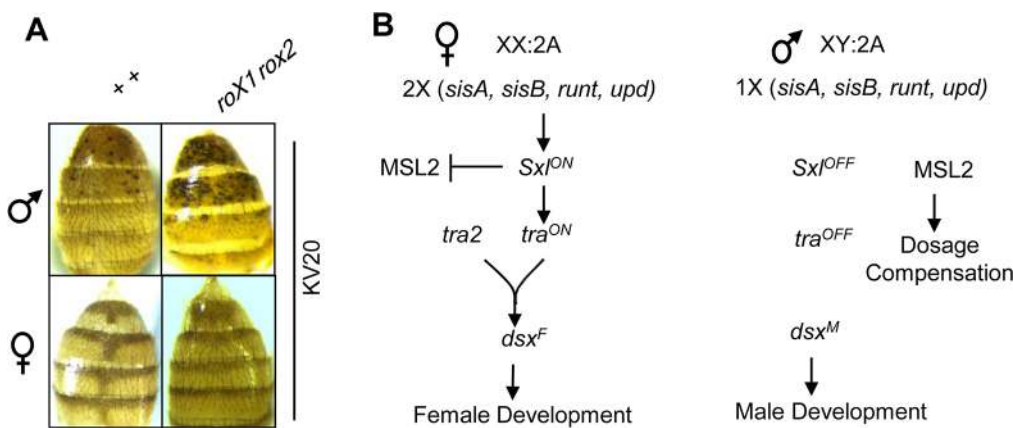 A
+ +
roX1 rox2
♂
♀
KV20
B
♀ XX:2A
2X (sisA, sisB, runt, upd)
MSL2
Sxl^ON
tra2
tra^ON
dsx^F
Female Development
♂ XY:2A
1X (sisA, sisB, runt, upd)
Sxl^OFF
MSL2
tra^OFF
Dosage
Compensation
dsx^M
Male Development